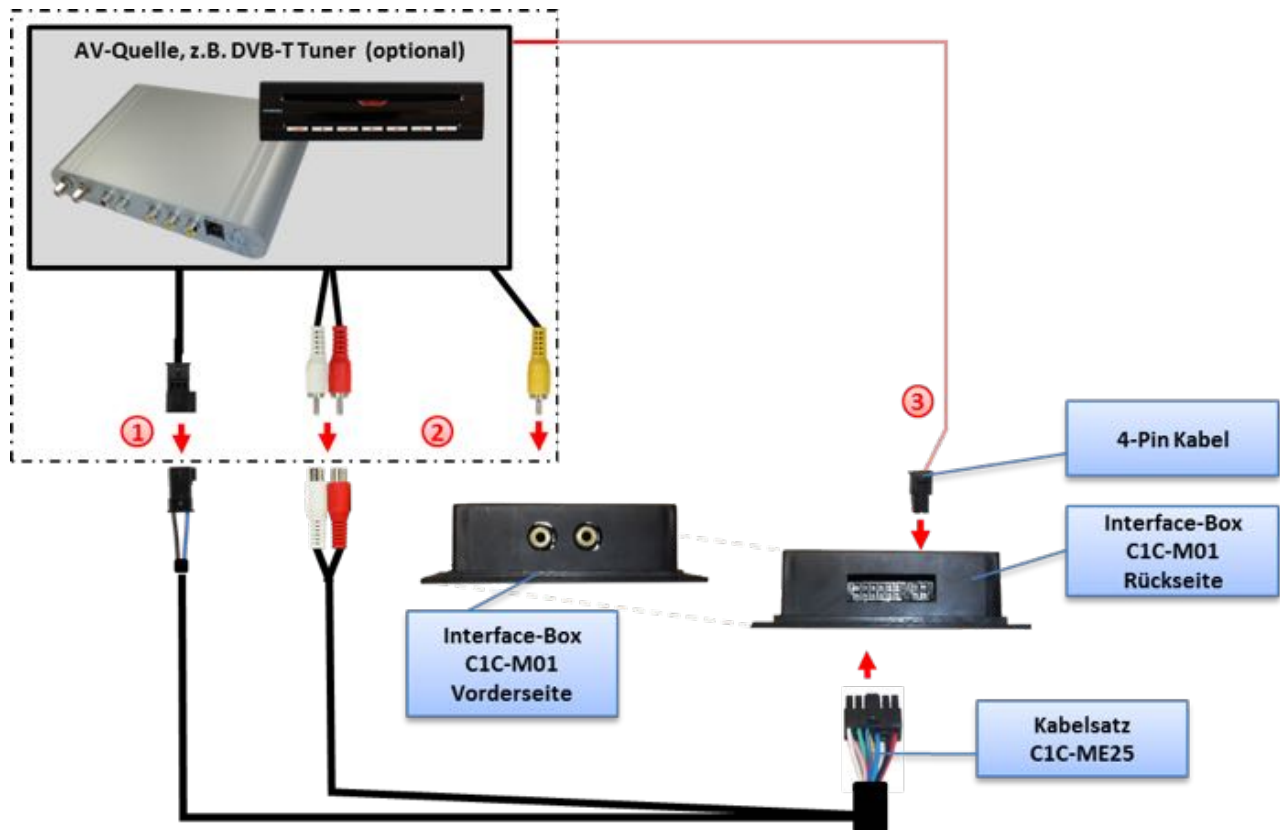 AV-Quelle, z.B. DVB-T Tuner (optional)
1
2
3
4-Pin Kabel
Interface-Box
C1C-M01
Rückseite
Interface-Box
C1C-M01
Vorderseite
Kabelsatz
C1C-ME25